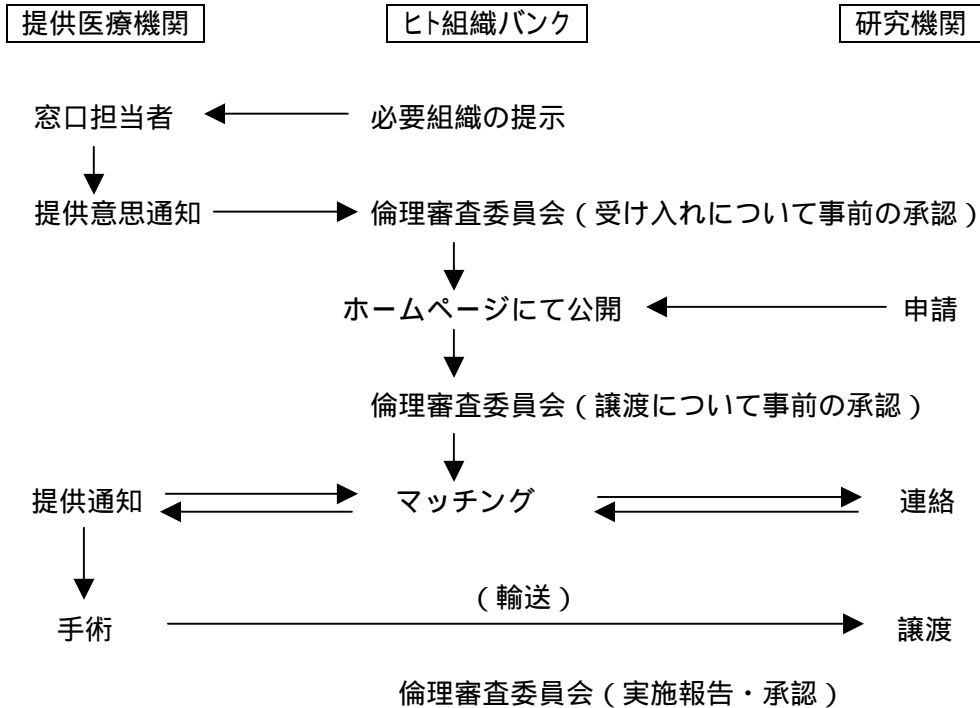 提供医療機関 ヒト組織バンク 研究機関
窓口担当者 必要組織の提示
提供意思通知 倫理審査委員会（受け入れについて事前の承認）
ホームページにて公開 申請
倫理審査委員会（譲渡について事前の承認）
提供通知 マッチング 連絡
（輸送）
手術 譲渡
倫理審査委員会（実施報告・承認）